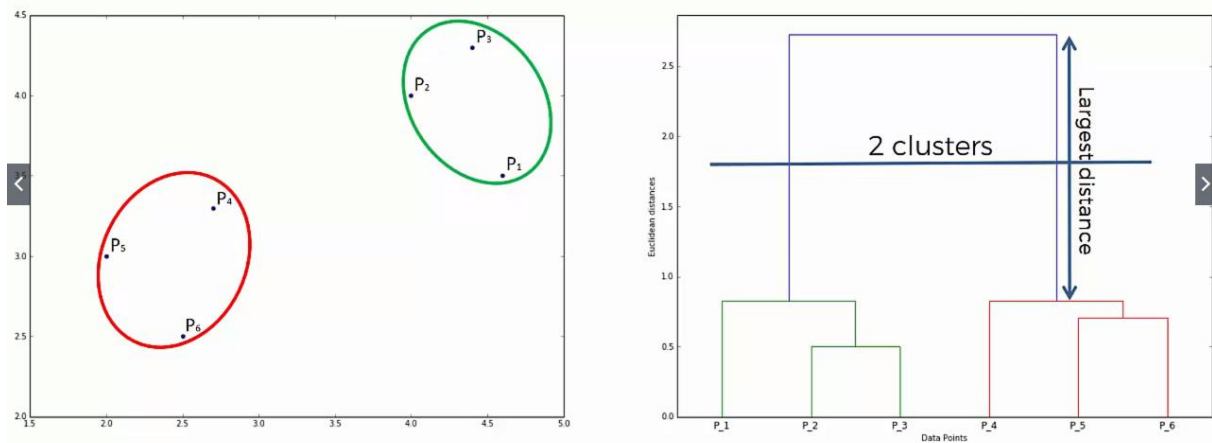 4.5
4.0
3.5
3.0
2.5
2.0
1.5
2.0
2.5
3.0
3.5
4.0
4.5
5.0
P3
P2
P1
P4
P5
P6
2.5
2.0
1.5
1.0
0.5
0.0
Euclidean distances
2 clusters
Largest distance
P_1
P_2
P_3
P_4
P_5
P_6
Data Points